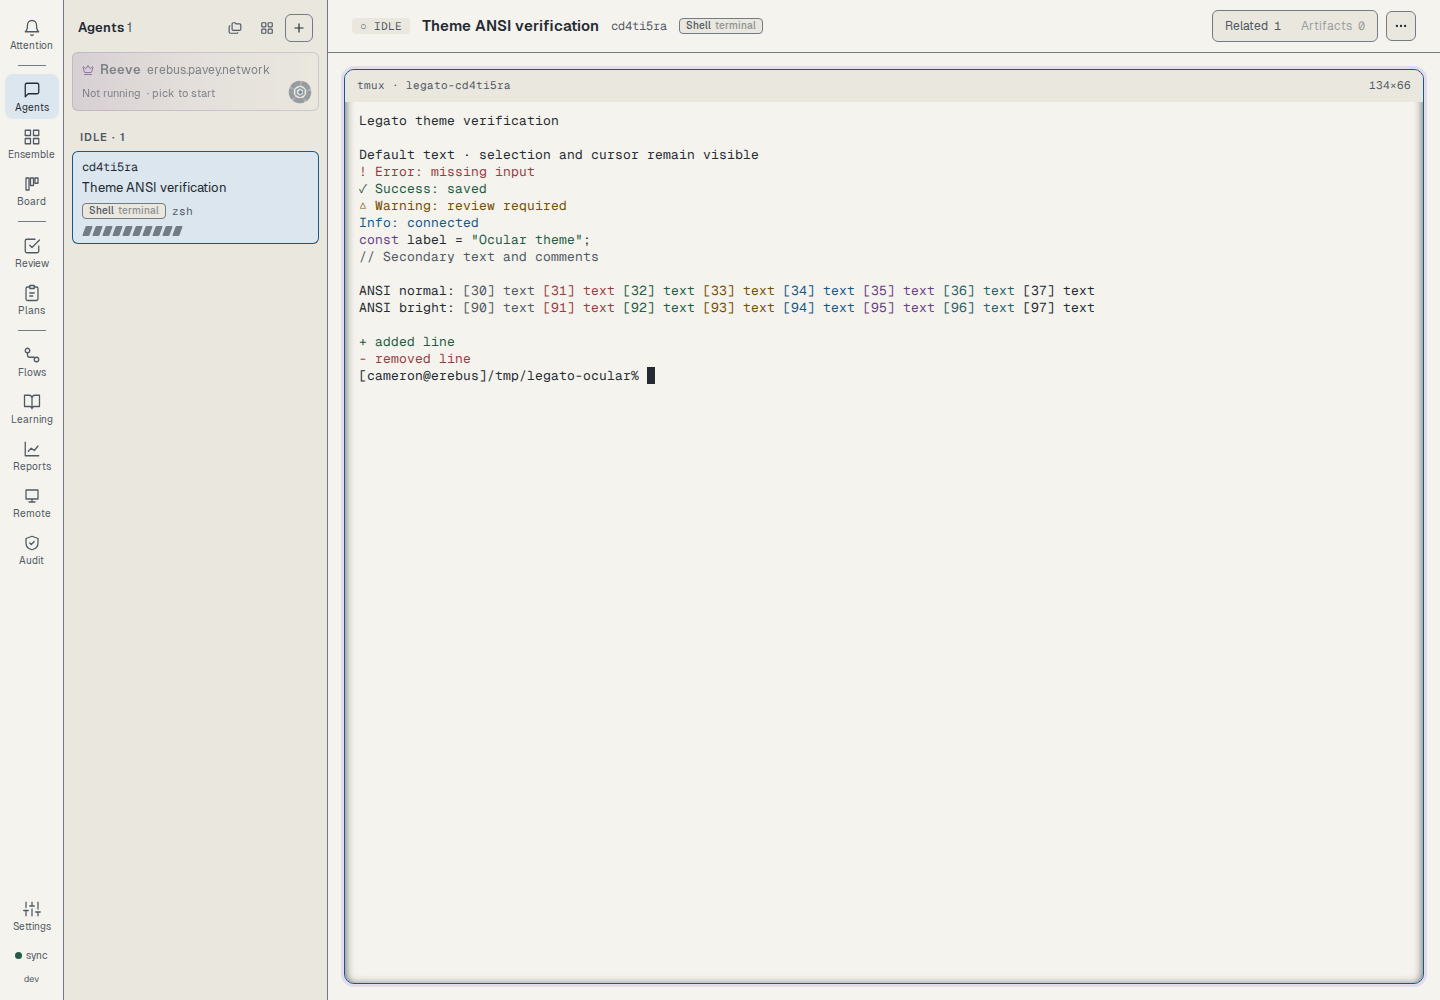 Attention
Agents
Ensemble
Board
Review
Plans
Flows
Learning
Reports
Remote
Audit
Settings
sync
dev
Agents 1
Reeve erebus.pavey.network
Not running · pick to start
IDLE · 1
cd4ti5ra
Theme ANSI verification
Shell terminal zsh
○ IDLE Theme ANSI verification cd4ti5ra Shell terminal
Related 1 Artifacts 0
tmux · legato-cd4ti5ra 134×66
Legato theme verification
Default text · selection and cursor remain visible
! Error: missing input
✓ Success: saved
⚠ Warning: review required
Info: connected
const label = "Ocular theme";
// Secondary text and comments
ANSI normal: [30] text [31] text [32] text [33] text [34] text [35] text [36] text [37] text
ANSI bright: [90] text [91] text [92] text [93] text [94] text [95] text [96] text [97] text
+ added line
- removed line
[cameron@erebus]/tmp/legato-ocular%